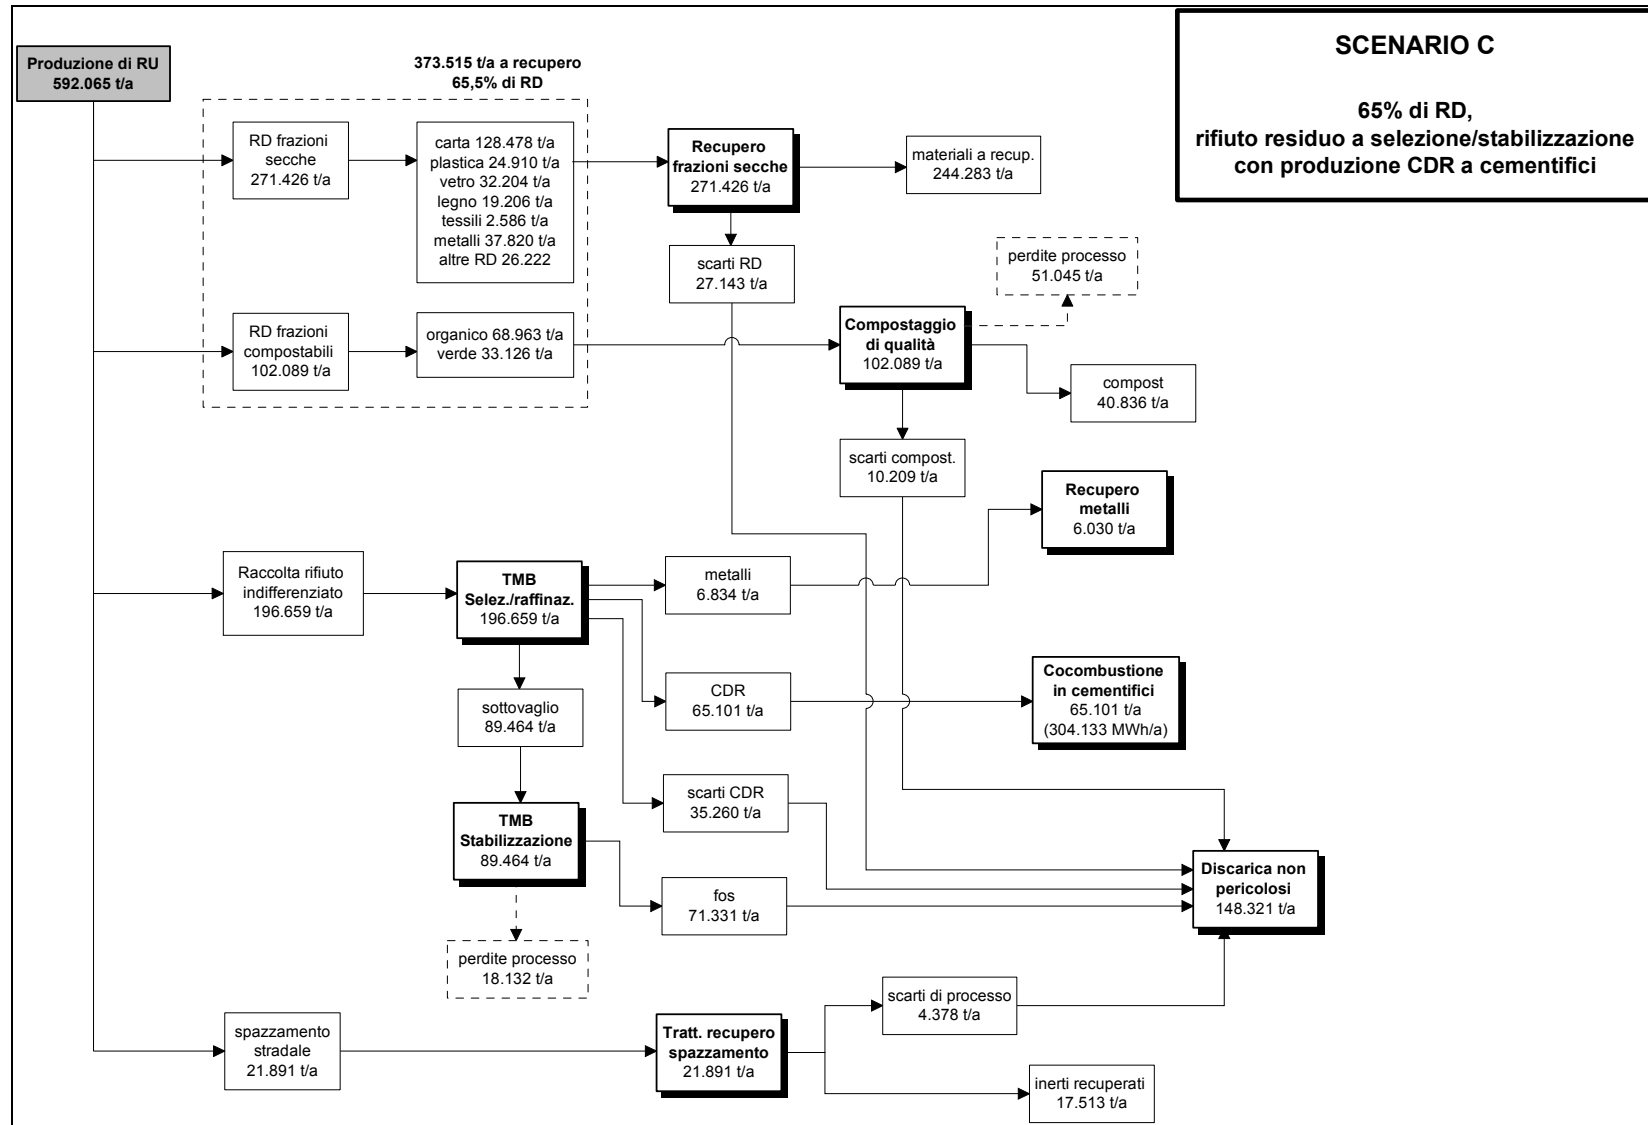 SCENARIO C
65% di RD,
rifiuto residuo a selezione/stabilizzazione
con produzione CDR a cementifici
Produzione di RU
592.065 t/a
373.515 t/a a recupero
65,5% di RD
RD frazioni
secche
271.426 t/a
carta 128.478 t/a
plastica 24.910 t/a
vetro 32.204 t/a
legno 19.206 t/a
tessili 2.586 t/a
metalli 37.820 t/a
altre RD 26.222
Recupero
frazioni secche
271.426 t/a
materiali a recup.
244.283 t/a
scarti RD
27.143 t/a
perdite processo
51.045 t/a
RD frazioni
compostabili
102.089 t/a
organico 68.963 t/a
verde 33.126 t/a
Compostaggio
di qualità
102.089 t/a
compost
40.836 t/a
scarti compost.
10.209 t/a
Recupero
metalli
6.030 t/a
Raccolta rifiuto
indifferenziato
196.659 t/a
TMB
Selez./raffinaz.
196.659 t/a
metalli
6.834 t/a
CDR
65.101 t/a
Cocombustione
in cementifici
65.101 t/a
(304.133 MWh/a)
sottovaglio
89.464 t/a
scarti CDR
35.260 t/a
TMB
Stabilizzazione
89.464 t/a
fos
71.331 t/a
Discarica non
pericolosi
148.321 t/a
perdite processo
18.132 t/a
scarti di processo
4.378 t/a
spazzamento
stradale
21.891 t/a
Tratt. recupero
spazzamento
21.891 t/a
inerti recuperati
17.513 t/a